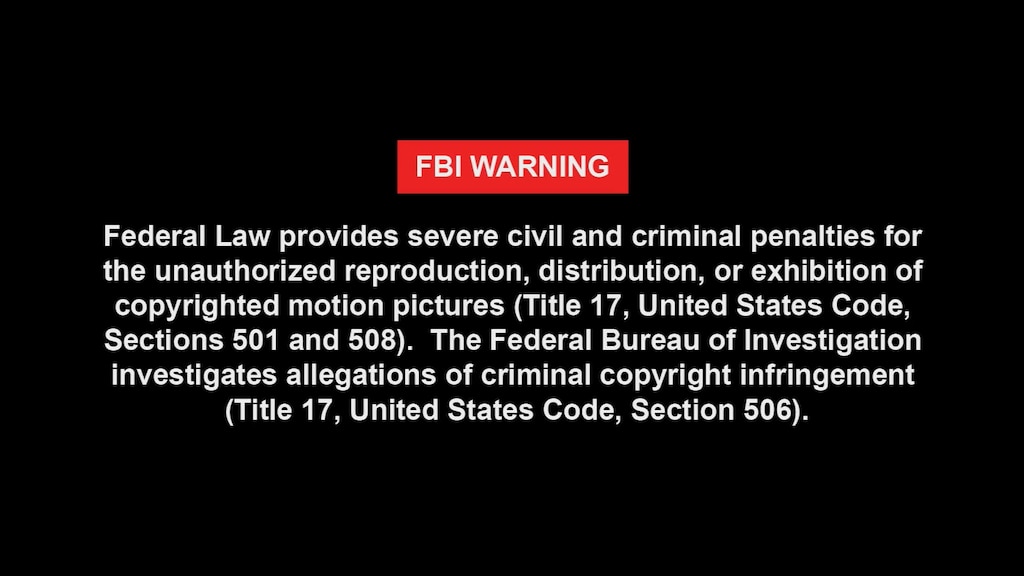 FBI WARNING
Federal Law provides severe civil and criminal penalties for
the unauthorized reproduction, distribution, or exhibition of
copyrighted motion pictures (Title 17, United States Code,
Sections 501 and 508).  The Federal Bureau of Investigation
investigates allegations of criminal copyright infringement
(Title 17, United States Code, Section 506).